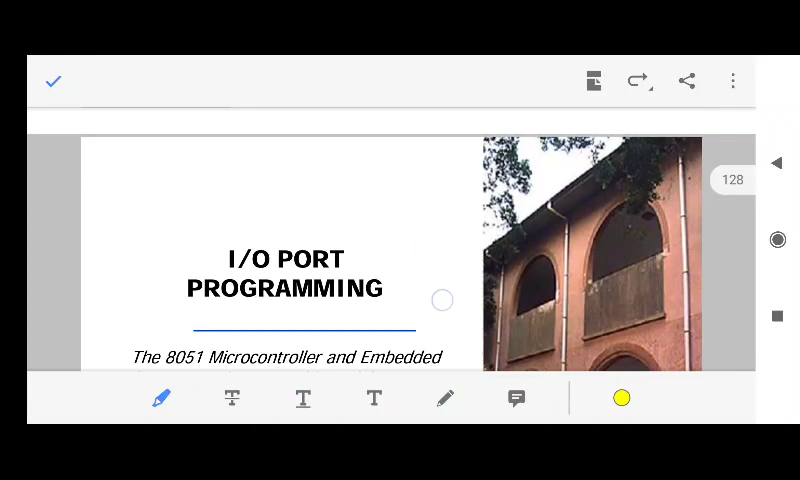 128
I/O PORT
PROGRAMMING
The 8051 Microcontroller and Embedded